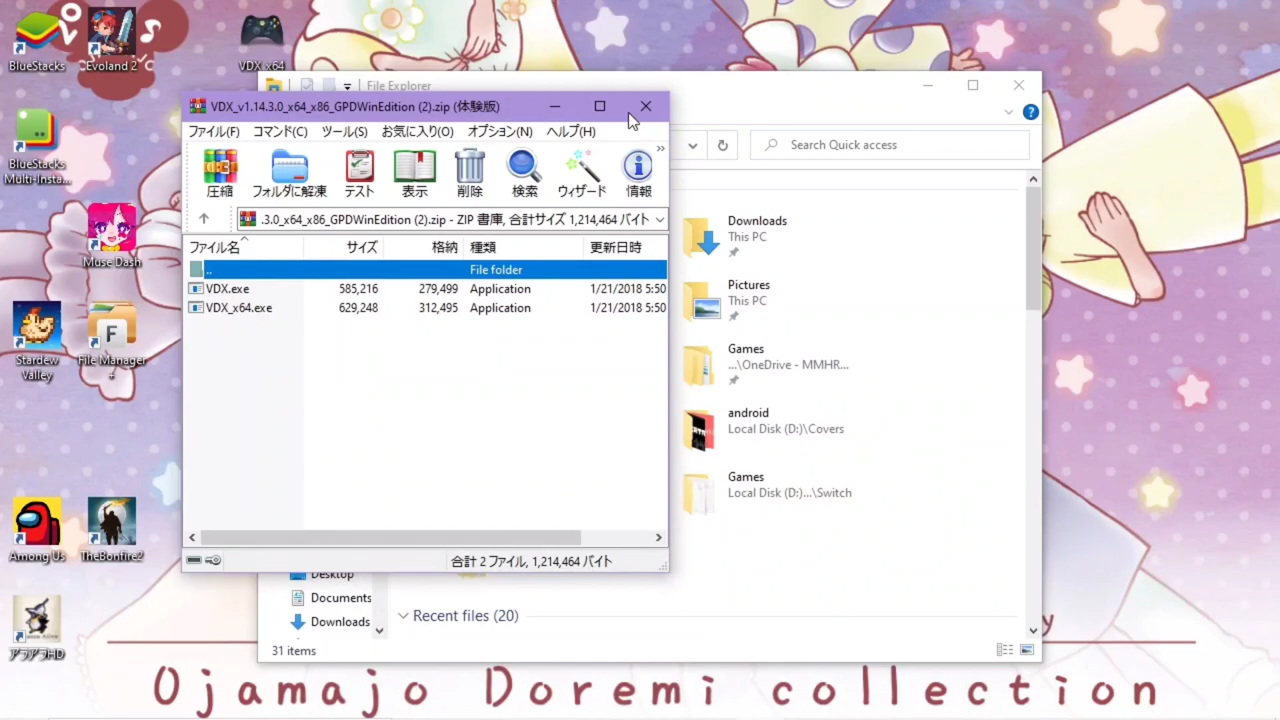 BlueStacks
Evoland 2
VDX x64
BlueStacks
Multi-Insta...
Muse Dash
Stardew
Valley
File Manager
+
Among Us
TheBonfire2
アラアラHD
File Explorer
Search Quick access
VDX_v1.14.3.0_x64_x86_GPDWinEdition (2).zip (体験版)
ファイル(F) コマンド(C) ツール(S) お気に入り(O) オプション(N) ヘルプ(H)
圧縮 フォルダに解凍 テスト 表示 削除 検索 ウィザード 情報
.3.0_x64_x86_GPDWinEdition (2).zip - ZIP 書庫, 合計サイズ 1,214,464 バイト
ファイル名 サイズ 格納 種類 更新日時
.. File folder
VDX.exe 585,216 279,499 Application 1/21/2018 5:50
VDX_x64.exe 629,248 312,495 Application 1/21/2018 5:50
合計 2 ファイル, 1,214,464 バイト
Downloads
This PC
Pictures
This PC
Games
...\OneDrive - MMHR...
android
Local Disk (D:)\Covers
Games
Local Disk (D:)...\Switch
Desktop
Documents
Downloads
Recent files (20)
31 items
Ojamajo Doremi collection